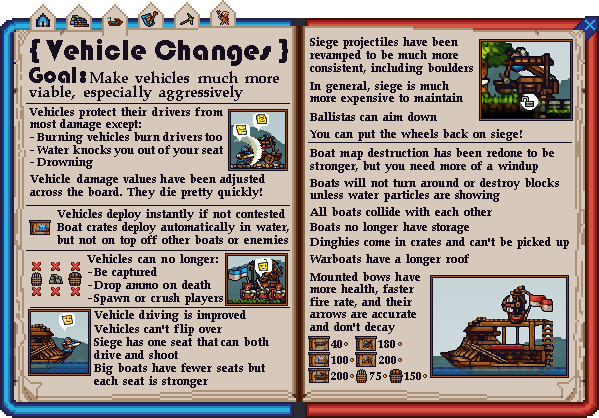 { Vehicle Changes }
Goal: Make vehicles much more
viable, especially aggressively
Vehicles protect their drivers from
most damage except:
- Burning vehicles burn drivers too
- Water knocks you out of your seat
- Drowning
Vehicle damage values have been adjusted
across the board. They die pretty quickly!
Vehicles deploy instantly if not contested
Boat crates deploy automatically in water,
but not on top off other boats or enemies
Vehicles can no longer:
- Be captured
- Drop ammo on death
- Spawn or crush players
Vehicle driving is improved
Vehicles can't flip over
Siege has one seat that can both
drive and shoot
Big boats have fewer seats but
each seat is stronger
Siege projectiles have been
revamped to be much more
consistent, including boulders
In general, siege is much
more expensive to maintain
Ballistas can aim down
You can put the wheels back on siege!
Boat map destruction has been redone to be
stronger, but you need more of a windup
Boats will not turn around or destroy blocks
unless water particles are showing
All boats collide with each other
Boats no longer have storage
Dinghies come in crates and can't be picked up
Warboats have a longer roof
Mounted bows have
more health, faster
fire rate, and their
arrows are accurate
and don't decay
40 180
100 200
200 75 150